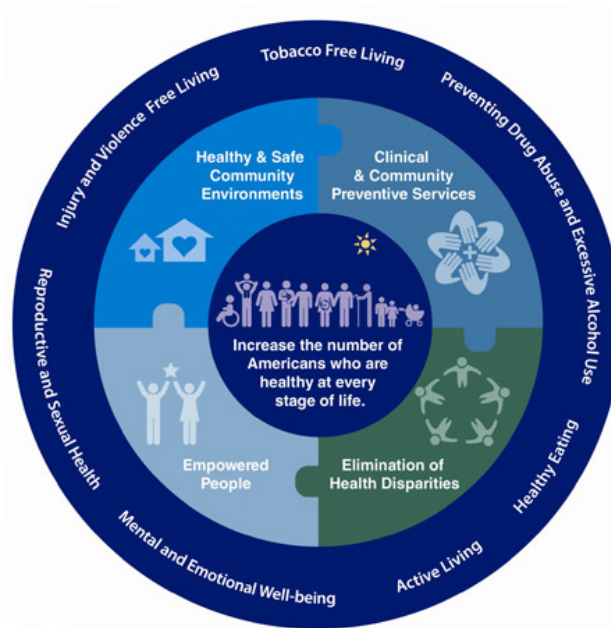 Tobacco Free Living
Preventing Drug Abuse and Excessive Alcohol Use
Healthy Eating
Active Living
Mental and Emotional Well-being
Reproductive and Sexual Health
Injury and Violence Free Living
Healthy & Safe
Community
Environments
Clinical
& Community
Preventive Services
Increase the number of
Americans who are
healthy at every
stage of life.
Empowered
People
Elimination of
Health Disparities